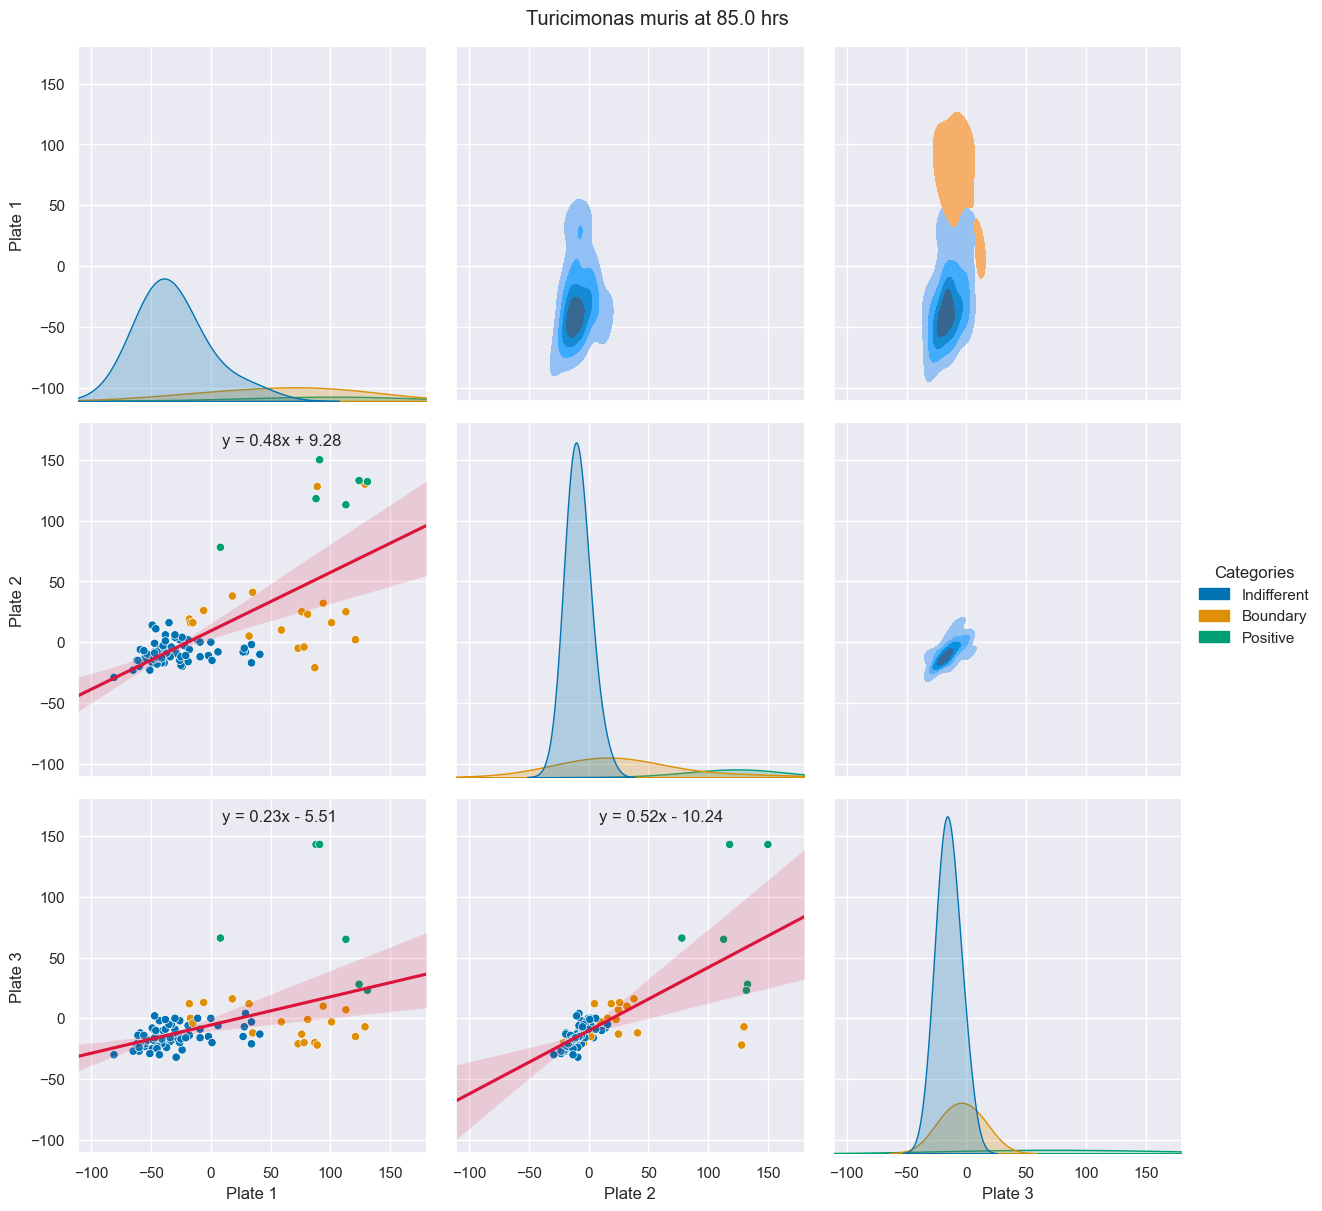 Turicimonas muris at 85.0 hrs
Plate 1
150
100
50
0
−50
−100
y = 0.48x + 9.28
Plate 2
150
100
50
0
−50
−100
Categories
Indifferent
Boundary
Positive
y = 0.23x - 5.51
y = 0.52x - 10.24
Plate 3
150
100
50
0
−50
−100
−100 −50 0 50 100 150
−100 −50 0 50 100 150
−100 −50 0 50 100 150
Plate 1
Plate 2
Plate 3